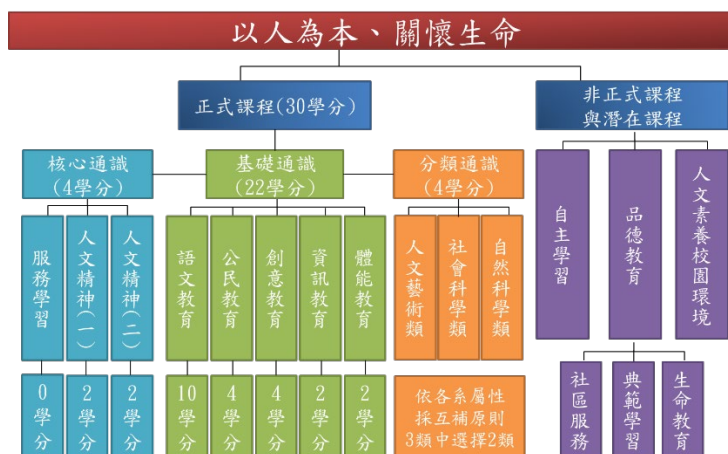 以人為本、關懷生命
正式課程(30學分)
非正式課程
與潛在課程
核心通識
(4學分)
基礎通識
(22學分)
分類通識
(4學分)
服務學習
人文精神(一)
人文精神(二)
語文教育
公民教育
創意教育
資訊教育
體能教育
人文藝術類
社會科學類
自然科學類
自主學習
品德教育
人文素養校園環境
0學分
2學分
2學分
10學分
4學分
4學分
2學分
2學分
依各系屬性
採互補原則
3類中選擇2類
社區服務
典範學習
生命教育